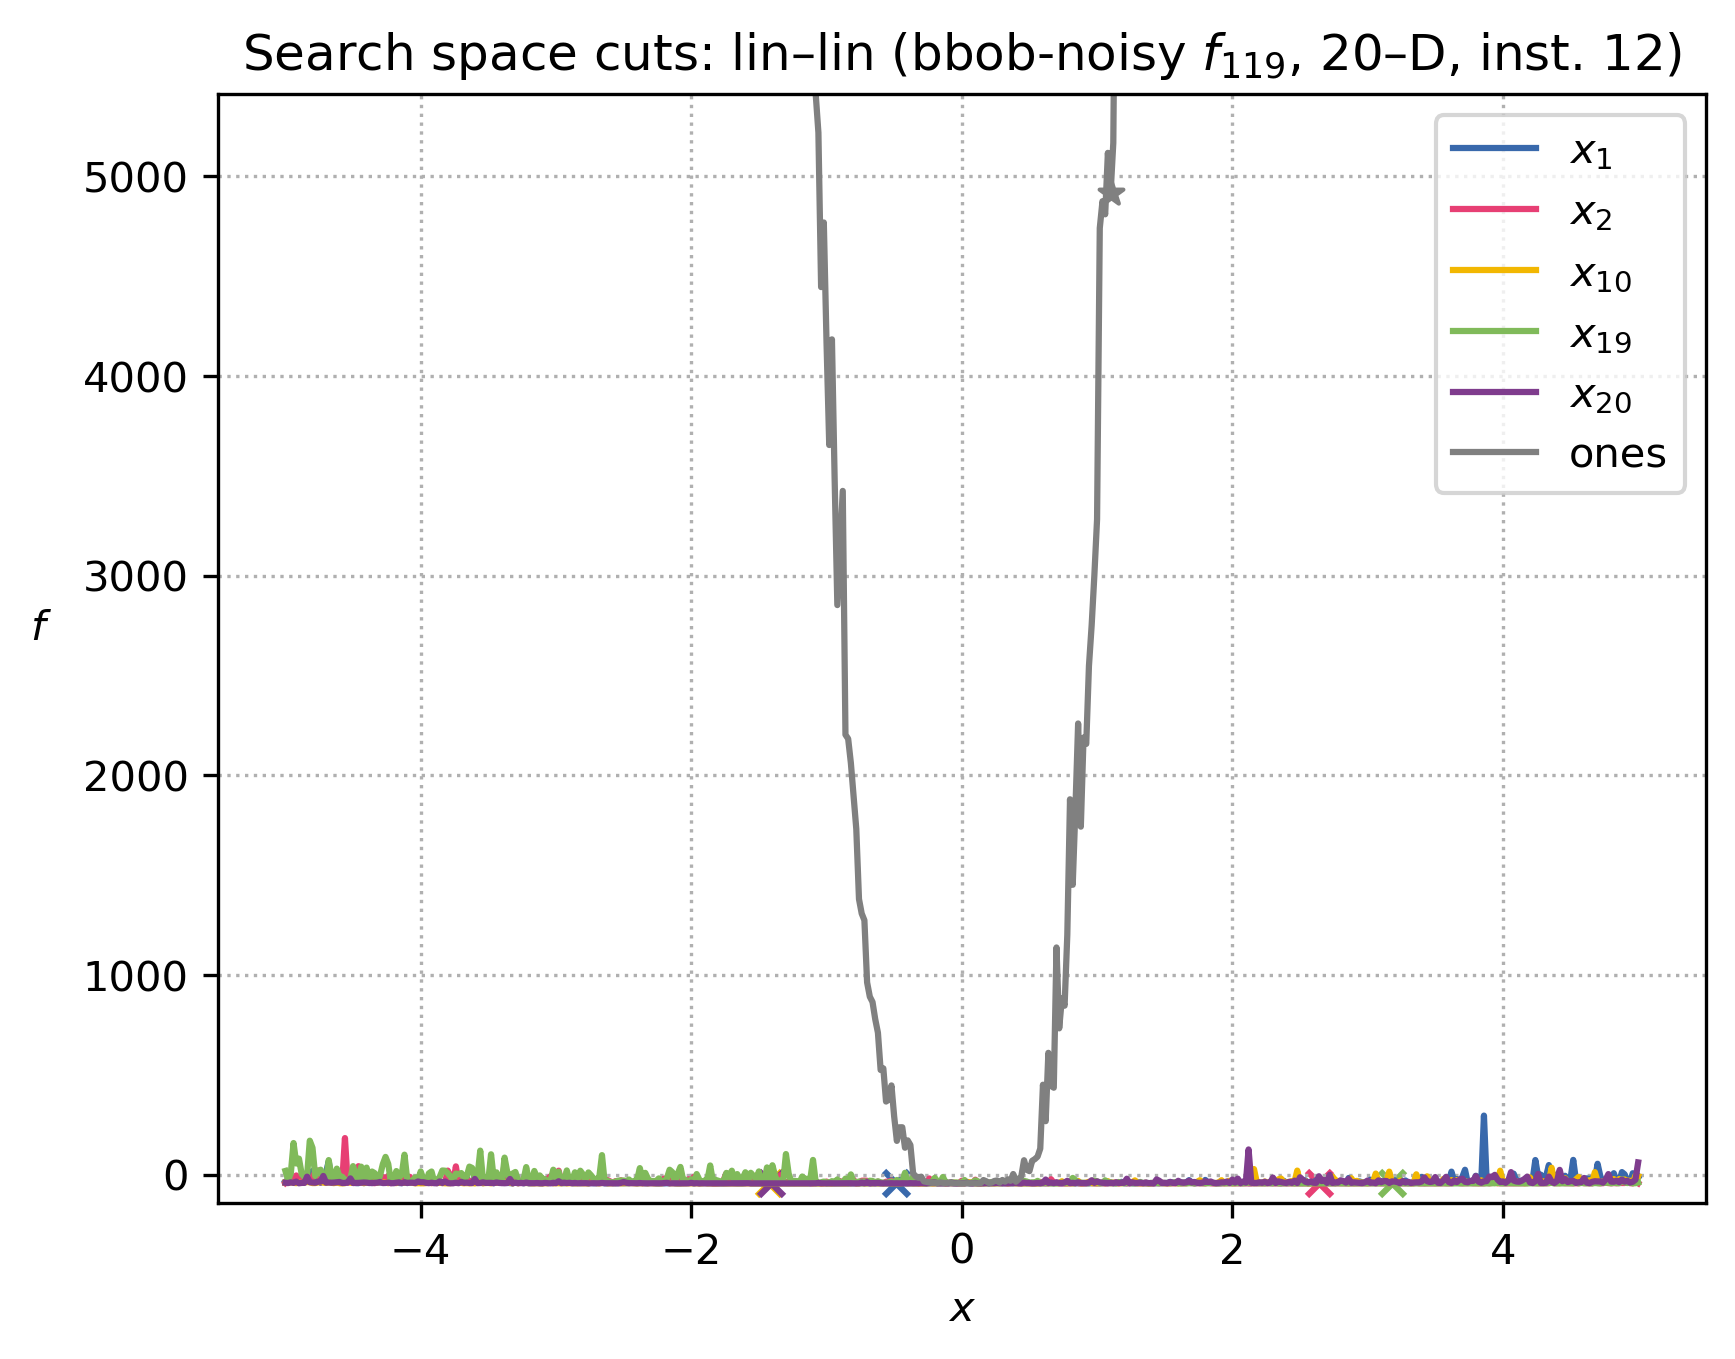 Search space cuts: lin–lin (bbob-noisy f₁₁₉, 20–D, inst. 12)
x₁
x₂
x₁₀
x₁₉
x₂₀
ones
5000
4000
3000
2000
1000
0
f
−4
−2
0
2
4
x